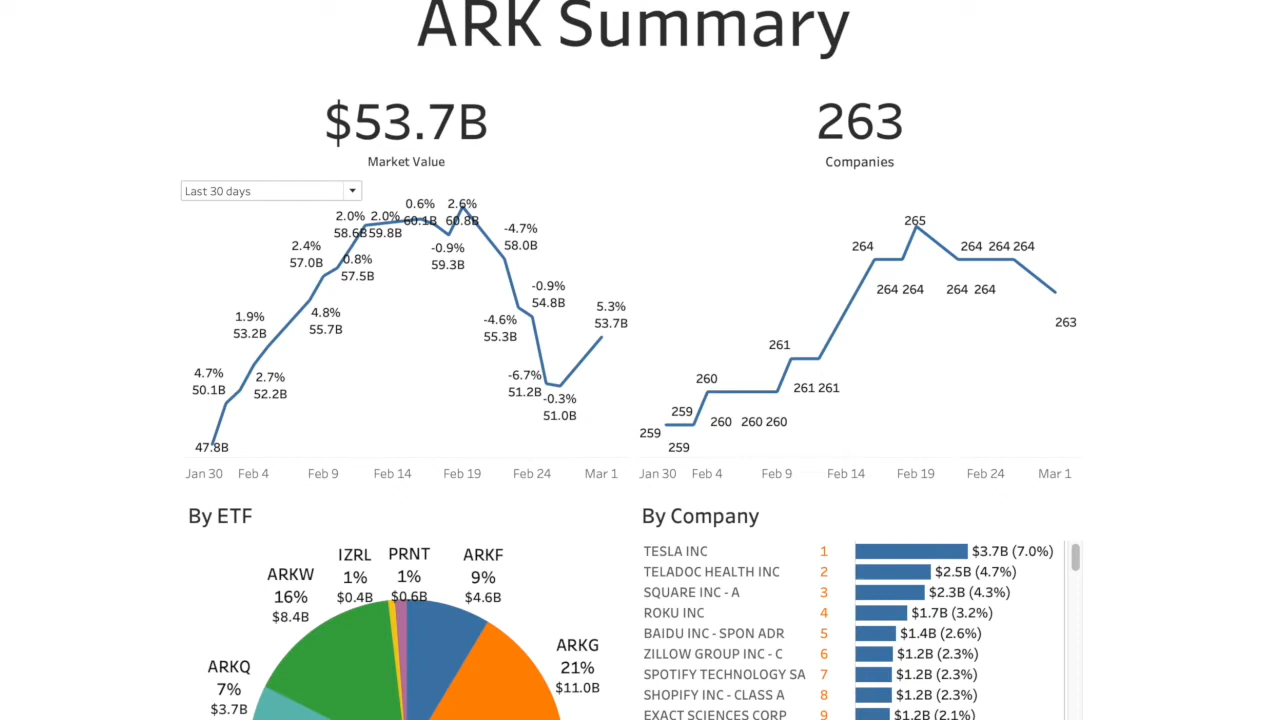 ARK Summary
$53.7B
Market Value
263
Companies
Last 30 days
47.8B
4.7%
50.1B
2.7%
52.2B
1.9%
53.2B
4.8%
55.7B
2.4%
57.0B
0.8%
57.5B
2.0%
58.6B
2.0%
59.8B
0.6%
60.1B
-0.9%
59.3B
2.6%
60.8B
-4.7%
58.0B
-4.6%
55.3B
-0.9%
54.8B
-6.7%
51.2B
-0.3%
51.0B
5.3%
53.7B
Jan 30 Feb 4 Feb 9 Feb 14 Feb 19 Feb 24 Mar 1
265
264 264 264 264
264 264 264 264
263
261
261 261
260
259 260 260 260
259
259
Jan 30 Feb 4 Feb 9 Feb 14 Feb 19 Feb 24 Mar 1
By ETF
IZRL
1%
$0.4B
PRNT
1%
$0.6B
ARKF
9%
$4.6B
ARKW
16%
$8.4B
ARKG
21%
$11.0B
ARKQ
7%
$3.7B
By Company
TESLA INC 1 $3.7B (7.0%)
TELADOC HEALTH INC 2 $2.5B (4.7%)
SQUARE INC - A 3 $2.3B (4.3%)
ROKU INC 4 $1.7B (3.2%)
BAIDU INC - SPON ADR 5 $1.4B (2.6%)
ZILLOW GROUP INC - C 6 $1.2B (2.3%)
SPOTIFY TECHNOLOGY SA 7 $1.2B (2.3%)
SHOPIFY INC - CLASS A 8 $1.2B (2.3%)
EXACT SCIENCES CORP 9 $1.2B (2.1%)